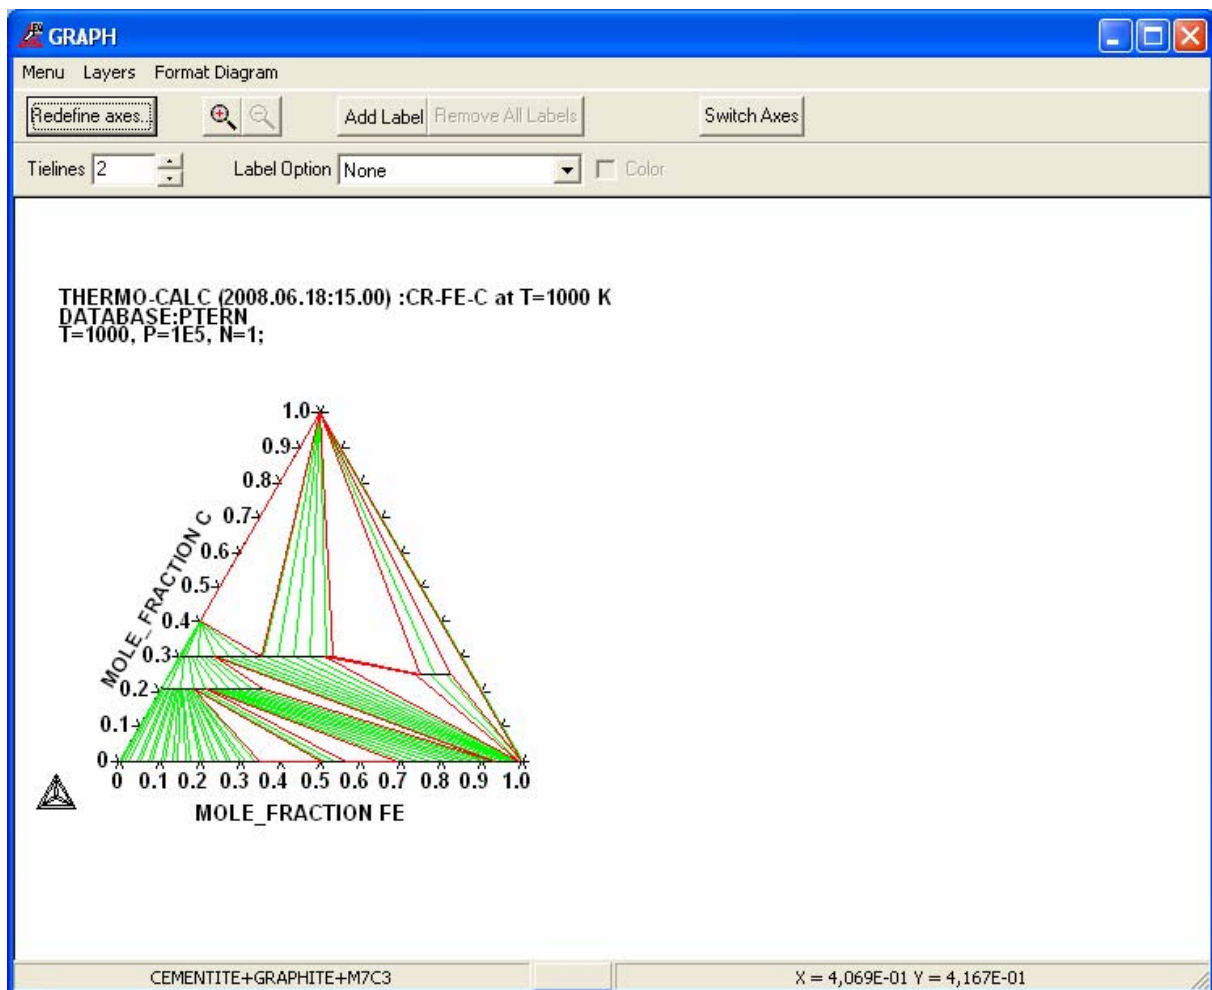 GRAPH
Menu Layers Format Diagram
Redefine axes... Add Label Remove All Labels Switch Axes
Tielines 2 Label Option None Color
THERMO-CALC (2008.06.18:15.00) :CR-FE-C at T=1000 K
DATABASE:PTERN
T=1000, P=1E5, N=1;
1.0
0.9
0.8
0.7
0.6
0.5
0.4
0.3
0.2
0.1
0
MOLE_FRACTION C
0 0.1 0.2 0.3 0.4 0.5 0.6 0.7 0.8 0.9 1.0
MOLE_FRACTION FE
CEMENTITE+GRAPHITE+M7C3 X = 4,069E-01 Y = 4,167E-01